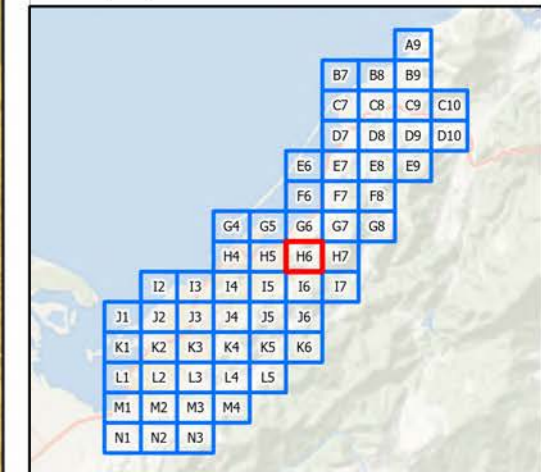 A9
B7 B8 B9
C7 C8 C9 C10
D7 D8 D9 D10
E6 E7 E8 E9
F6 F7 F8
G4 G5 G6 G7 G8
H4 H5 H6 H7
I2 I3 I4 I5 I6 I7
J1 J2 J3 J4 J5 J6
K1 K2 K3 K4 K5 K6
L1 L2 L3 L4 L5
M1 M2 M3 M4
N1 N2 N3